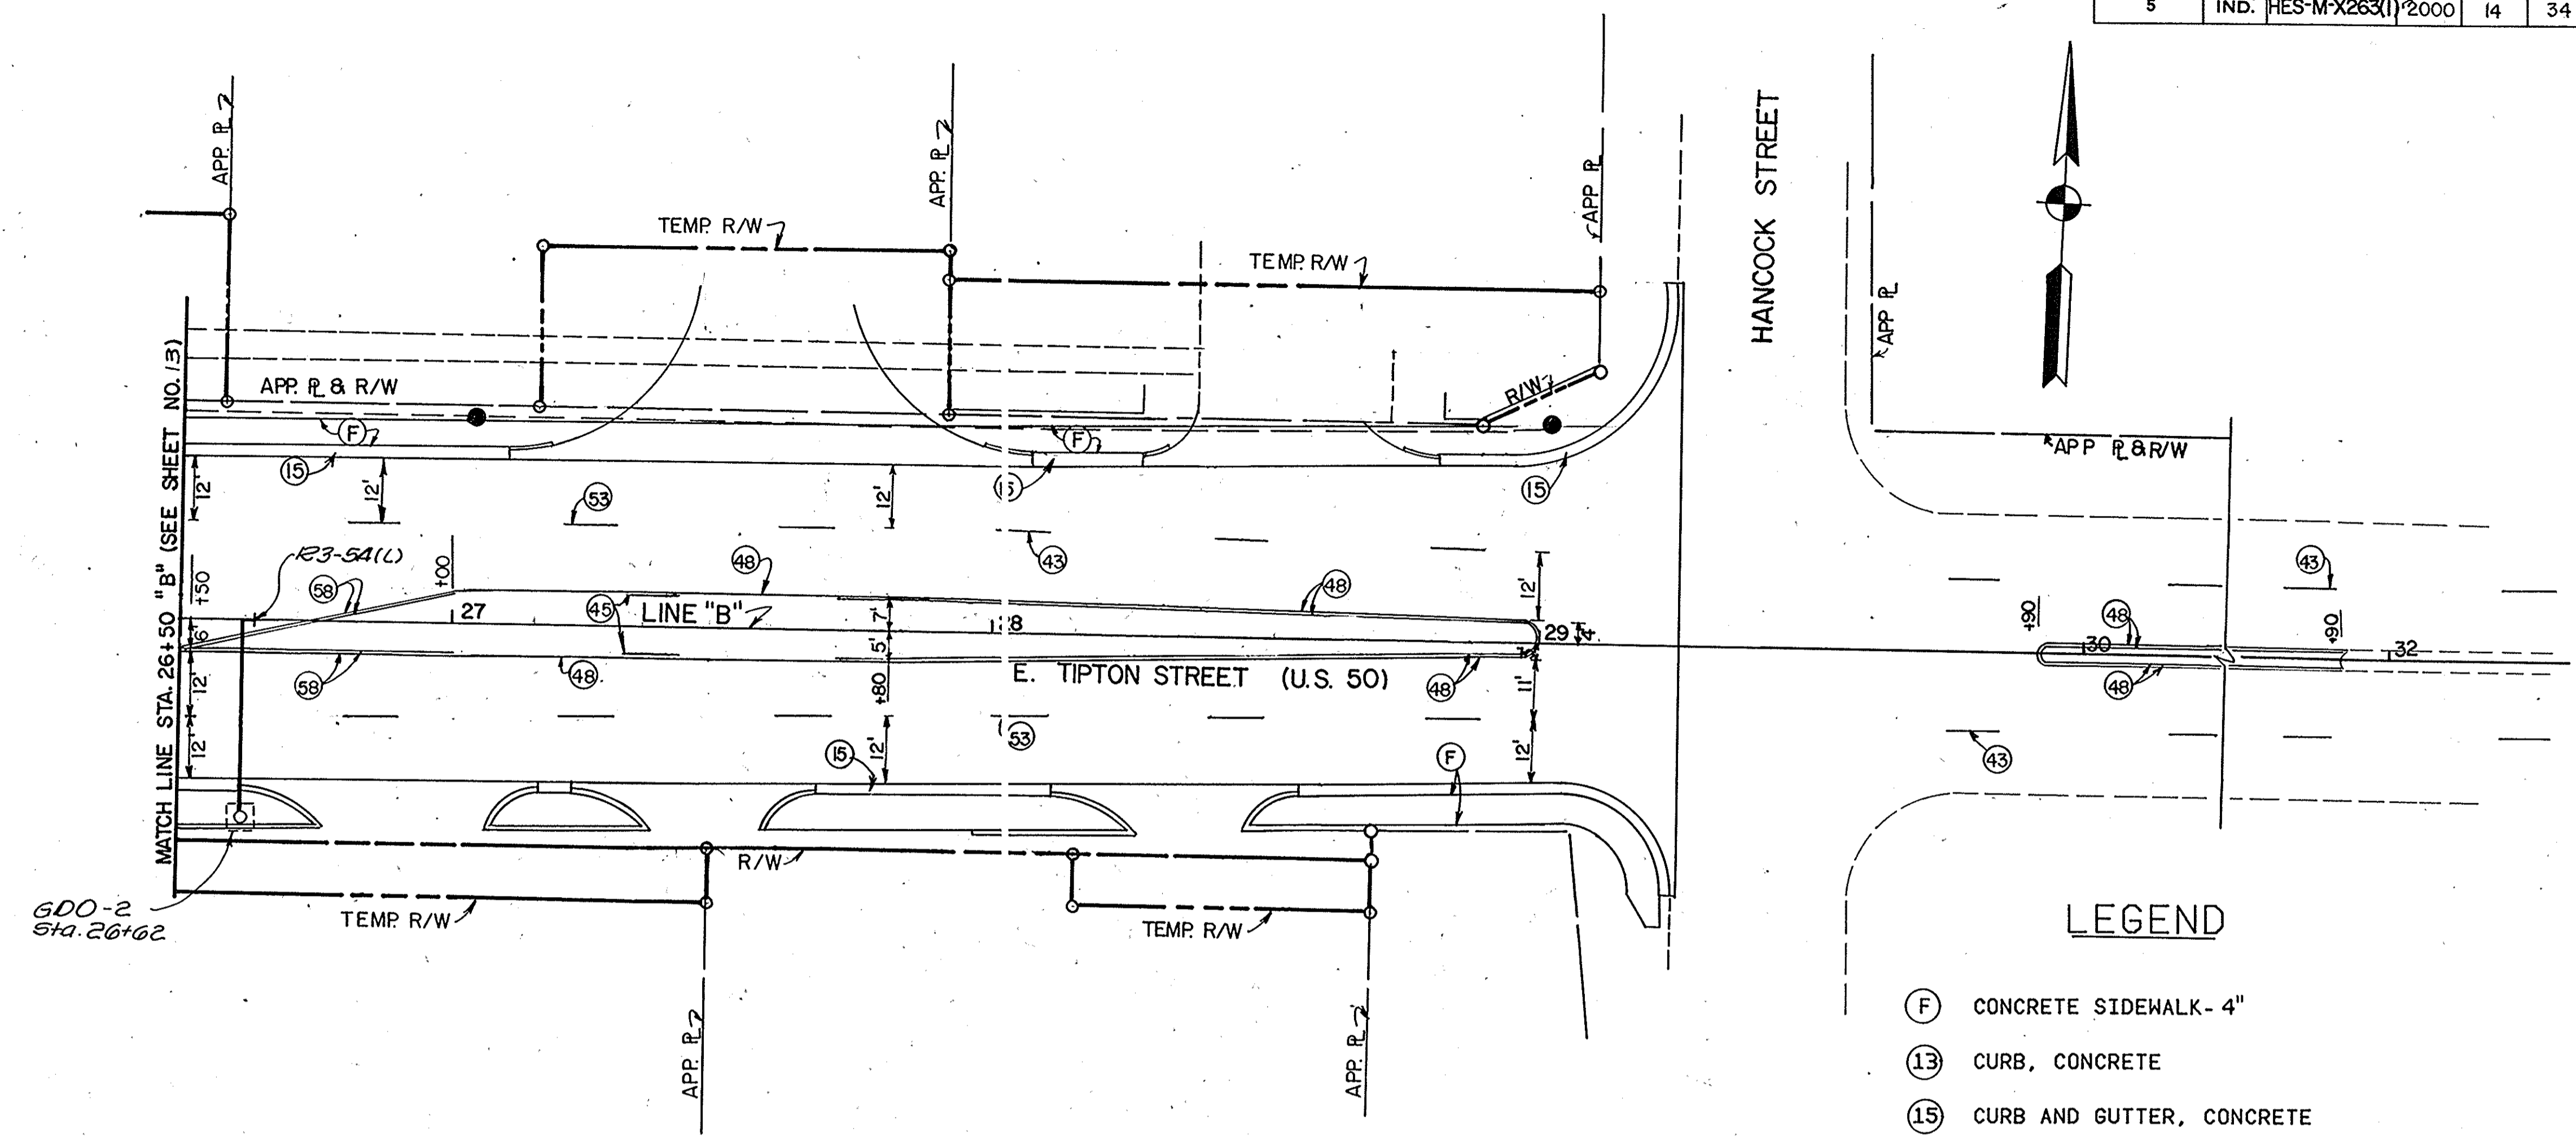 5 IND. HES-M-X263(1) 2000 14 34
APP. PL
APP. PL
APP PL
HANCOCK STREET
TEMP. R/W
TEMP. R/W
APP PL
MATCH LINE STA. 26+50 "B" (SEE SHEET NO. 13)
APP. PL & R/W
R/W
APP PL & R/W
F
F
15
15
15
12'
12'
12'
53
43
43
123-54(L)
+50
58
+00
48
48
12'
45
LINE "B"
7'
27
28
29
4'
+90
48
+90
30
32
6'
5'
E. TIPTON STREET (U.S. 50)
58
48
+80
48
11'
48
12'
12'
12'
12'
53
15
F
43
R/W
GDO-2
Sta. 26+62
TEMP. R/W
TEMP. R/W
APP. PL
APP. PL
LEGEND
F CONCRETE SIDEWALK- 4"
13 CURB, CONCRETE
15 CURB AND GUTTER, CONCRETE